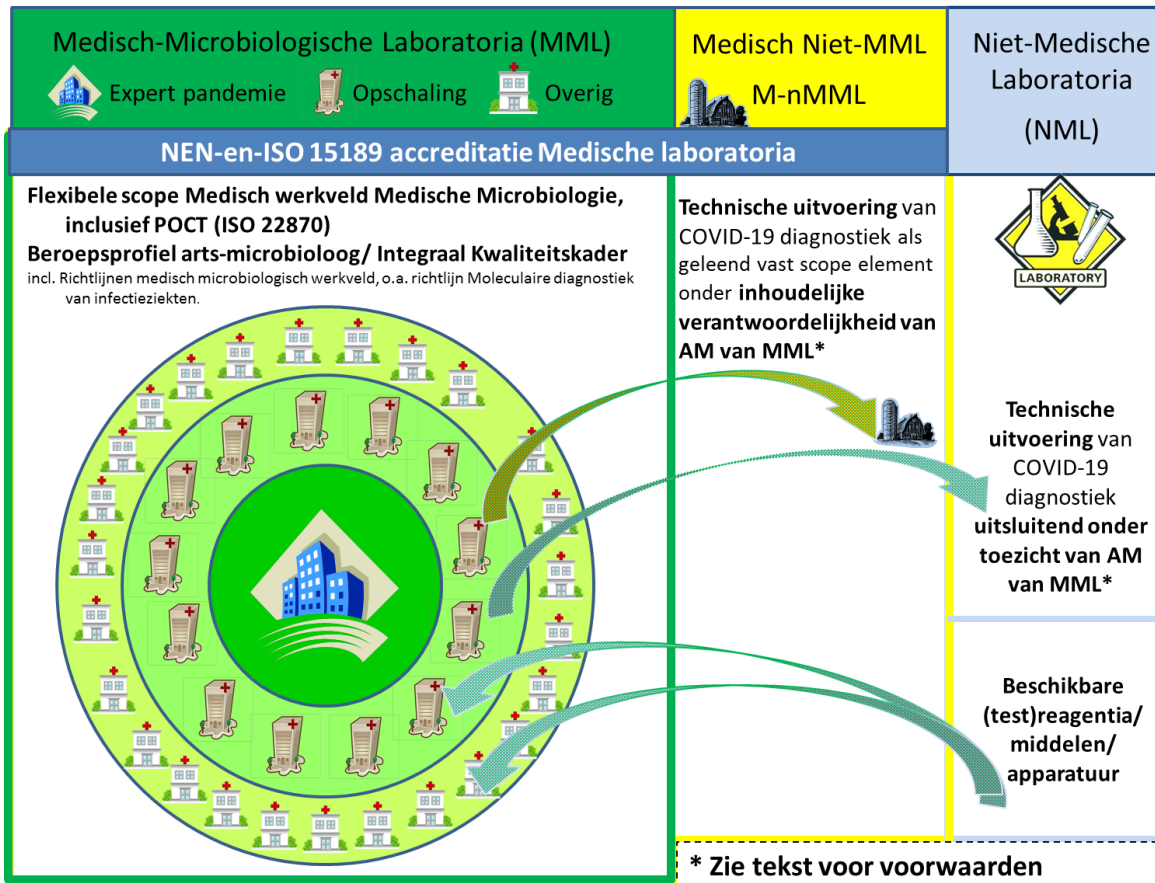 Medisch-Microbiologische Laboratoria (MML)
Expert pandemie
Opschaling
Overig
Medisch Niet-MML
M-nMML
Niet-Medische
Laboratoria
(NML)
NEN-en-ISO 15189 accreditatie Medische laboratoria
Flexibele scope Medisch werkveld Medische Microbiologie,
inclusief POCT (ISO 22870)
Beroepsprofiel arts-microbioloog/ Integraal Kwaliteitskader
incl. Richtlijnen medisch microbiologisch werkveld, o.a. richtlijn Moleculaire diagnostiek
van infectieziekten.
Technische uitvoering van
COVID-19 diagnostiek als
geleend vast scope element
onder inhoudelijke
verantwoordelijkheid van
AM van MML*
LABORATORY
Technische
uitvoering van
COVID-19
diagnostiek
uitsluitend onder
toezicht van AM
van MML*
Beschikbare
(test)reagentia/
middelen/
apparatuur
* Zie tekst voor voorwaarden